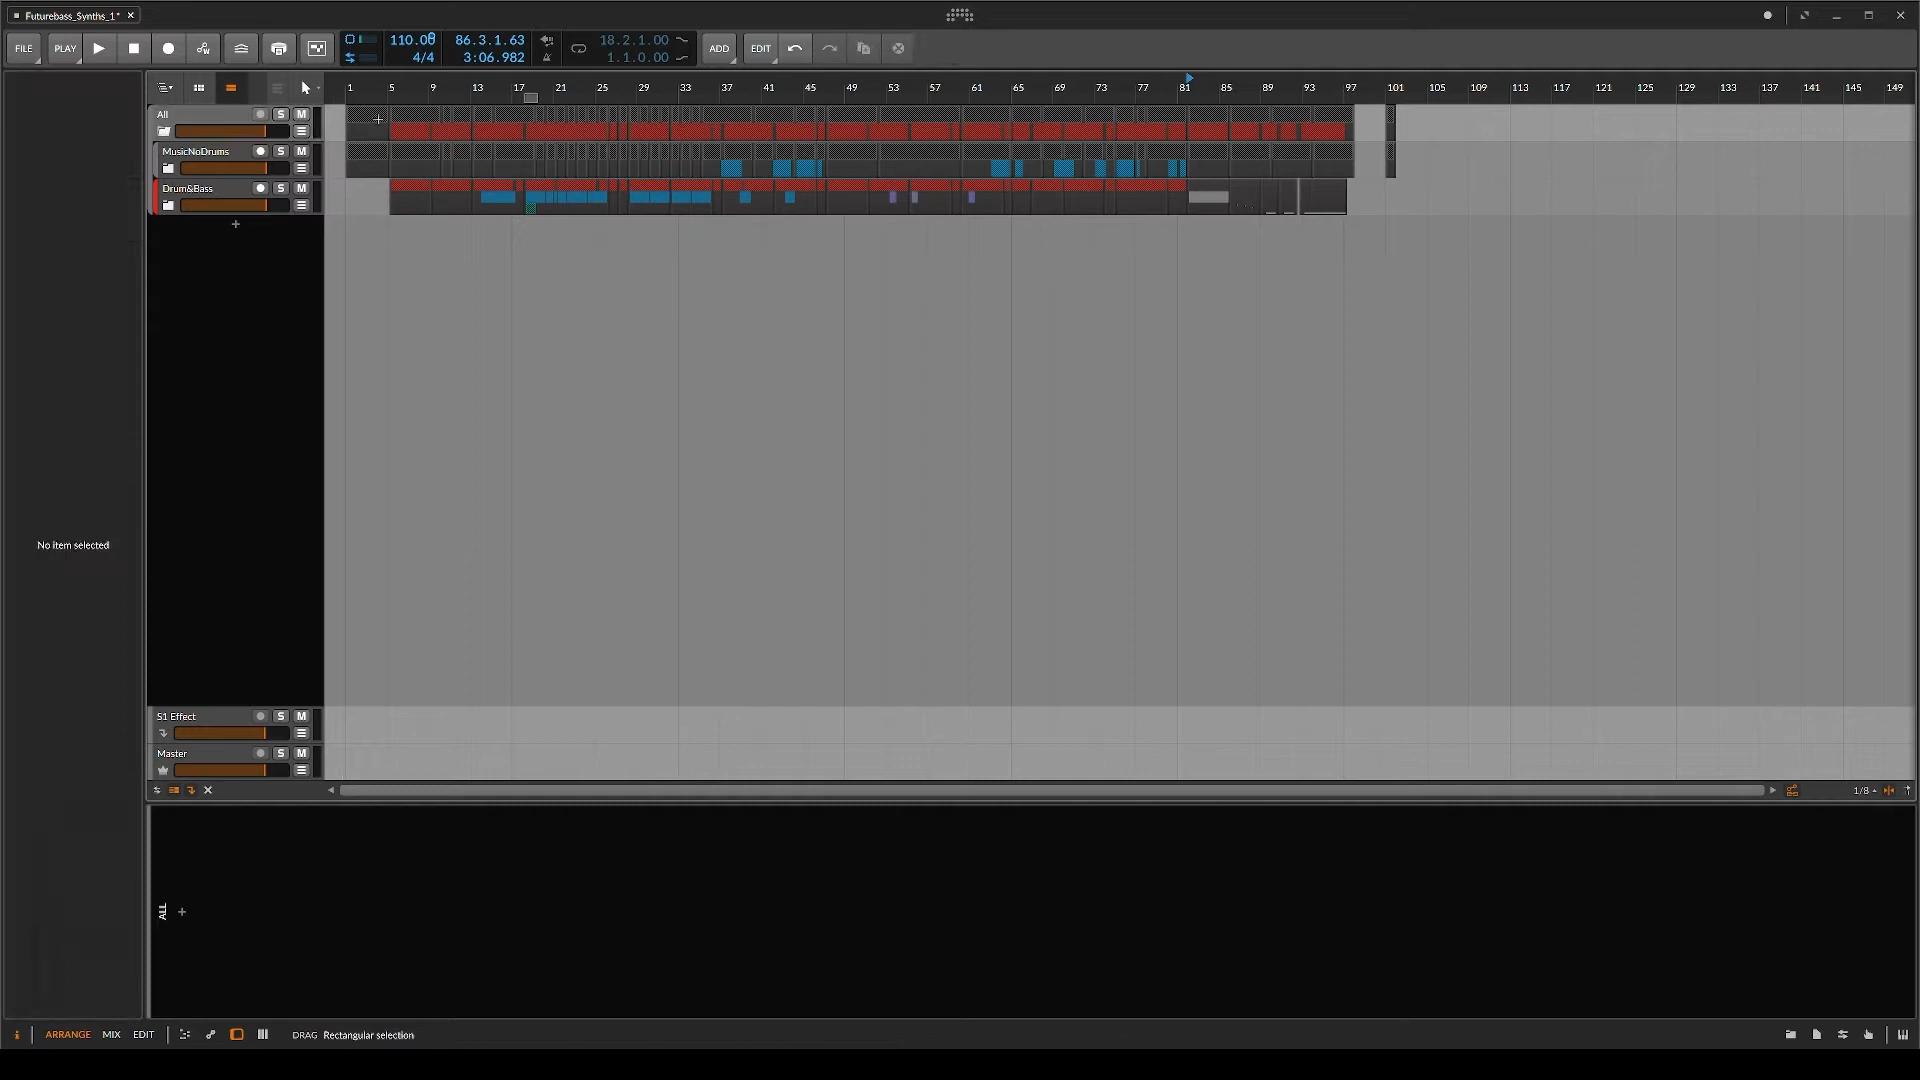 Futurebass_Synths_1*
FILE PLAY 110.00 4/4 86.3.1.63 3:06.982 18.2.1.00 1.1.0.00 ADD EDIT
1 5 9 13 17 21 25 29 33 37 41 45 49 53 57 61 65 69 73 77 81 85 89 93 97 101 105 109 113 117 121 125 129 133 137 141 145 149
All S M
MusicNoDrums S M
Drum&Bass S M
+
No item selected
S1 Effect S M
Master S M
1/8
ALL +
i ARRANGE MIX EDIT DRAG Rectangular selection